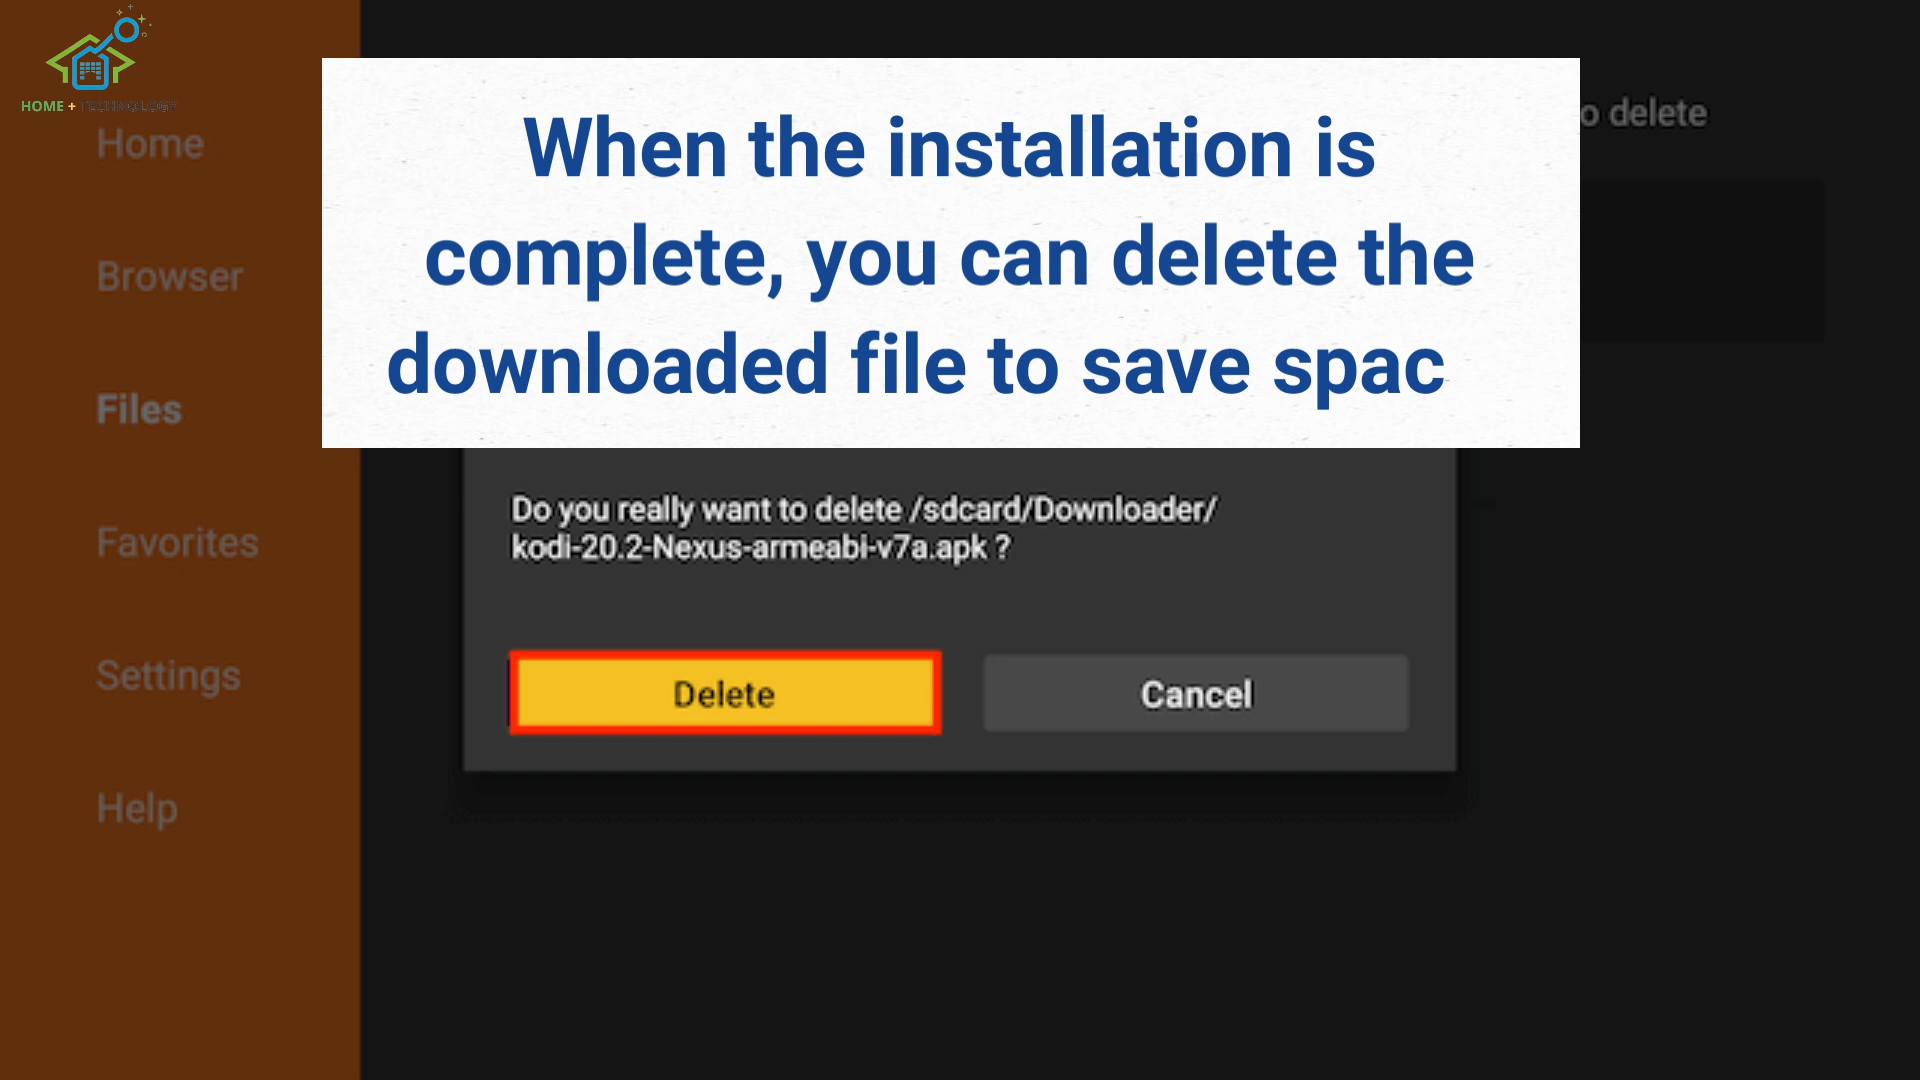 HOME + TECHNOLOGY
Home
Browser
Files
Favorites
Settings
Help
When the installation is
complete, you can delete the
downloaded file to save spac
o delete
Do you really want to delete /sdcard/Downloader/
kodi-20.2-Nexus-armeabi-v7a.apk ?
Delete
Cancel